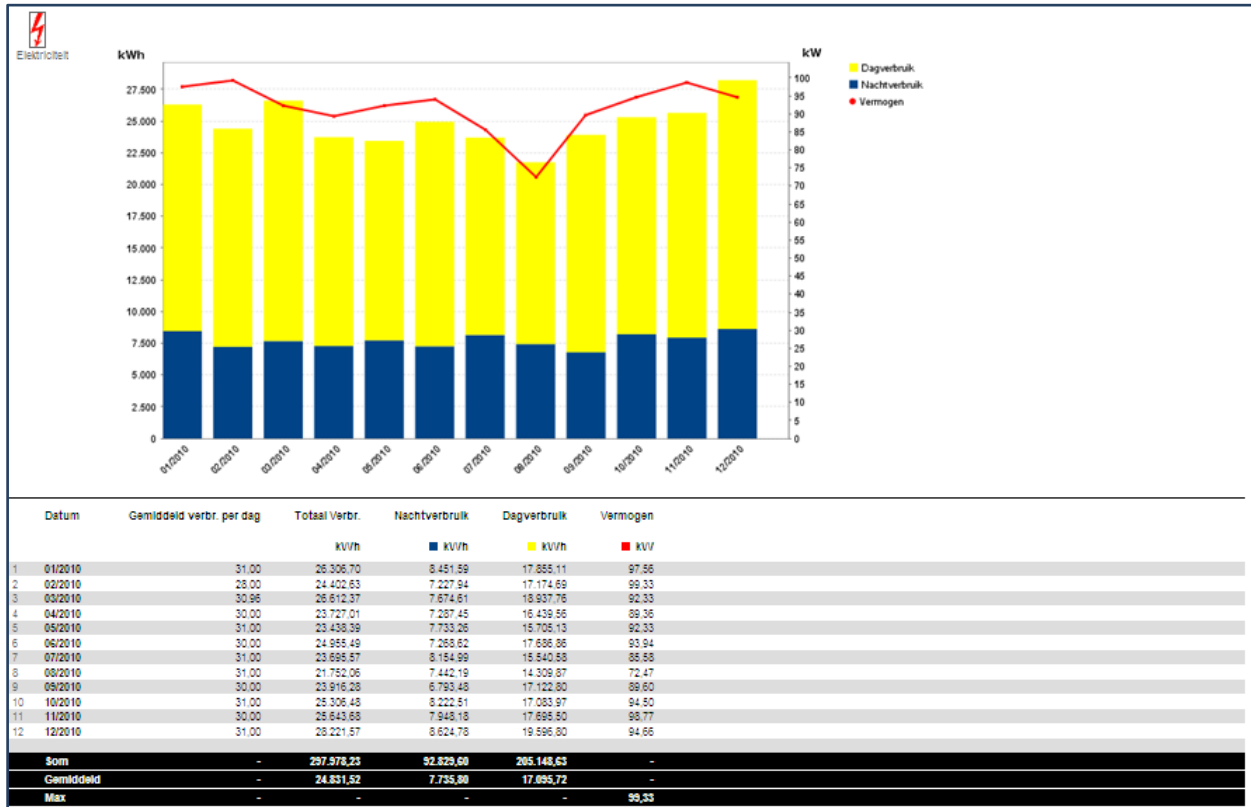 Elektriciteit
kWh
kW
27.500
25.000
22.500
20.000
17.500
15.000
12.500
10.000
7.500
5.000
2.500
0
100
95
90
85
80
75
70
65
60
55
50
45
40
35
30
25
20
15
10
5
0
Dagverbruik
Nachtverbruik
Vermogen
01/2010 02/2010 03/2010 04/2010 05/2010 06/2010 07/2010 08/2010 09/2010 10/2010 11/2010 12/2010
Datum Gemiddeld verbr. per dag Totaal Verbr. Nachtverbruik Dagverbruik Vermogen
kWh kWh kWh kW
1 01/2010 31,00 26.306,70 8.451,59 17.855,11 97,56
2 02/2010 28,00 24.402,63 7.227,94 17.174,69 99,33
3 03/2010 30,96 26.612,37 7.674,61 18.937,76 92,33
4 04/2010 30,00 23.727,01 7.287,45 16.439,56 89,36
5 05/2010 31,00 23.438,39 7.733,26 15.705,13 92,33
6 06/2010 30,00 24.955,49 7.268,62 17.686,86 93,94
7 07/2010 31,00 23.695,57 8.154,99 15.540,58 85,58
8 08/2010 31,00 21.752,06 7.442,19 14.309,87 72,47
9 09/2010 30,00 23.916,28 6.793,48 17.122,80 89,60
10 10/2010 31,00 25.306,48 8.222,51 17.083,97 94,50
11 11/2010 30,00 25.643,68 7.948,18 17.695,50 98,77
12 12/2010 31,00 28.221,57 8.624,78 19.596,80 94,66
Som - 297.978,23 92.829,60 205.148,63 -
Gemiddeld - 24.831,52 7.735,80 17.095,72 -
Max - - - - 99,33